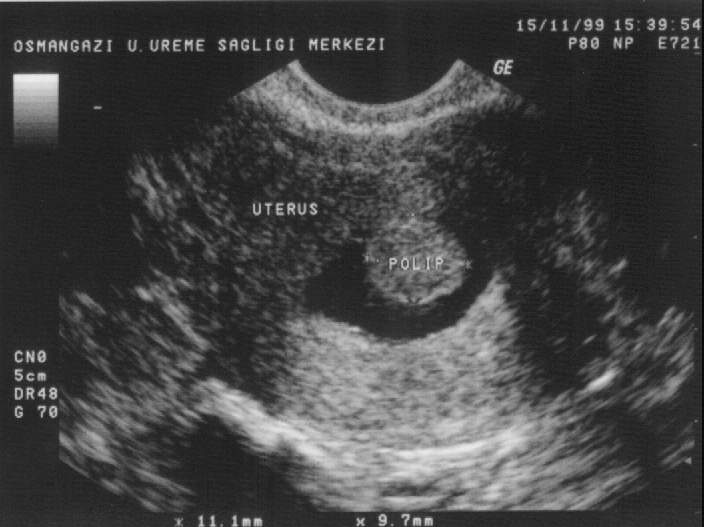 15/11/99 15:39:54
OSMANGAZI U.UREME SAGLIGI MERKEZI
P80 NP E721
GE
UTERUS
POLIP
CN0
5cm
DR48
G 70
x 11.1mm x 9.7mm